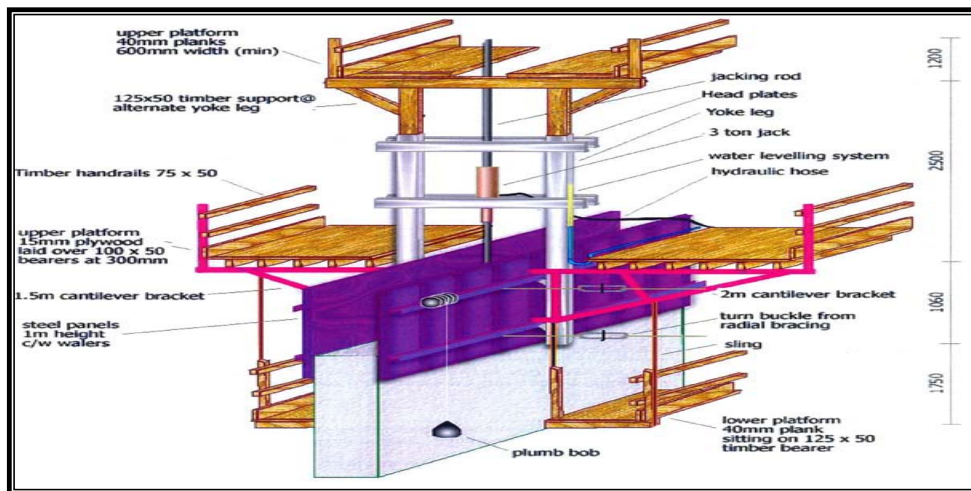 upper platform
40mm planks
600mm width (min)
125x50 timber support@
alternate yoke leg
Timber handrails 75 x 50
upper platform
15mm plywood
laid over 100 x 50
bearers at 300mm
1.5m cantilever bracket
steel panels
1m height
c/w walers
jacking rod
Head plates
Yoke leg
3 ton jack
water levelling system
hydraulic hose
2m cantilever bracket
turn buckle from
radial bracing
sling
lower platform
40mm plank
sitting on 125 x 50
timber bearer
plumb bob
1200
2500
1060
1750